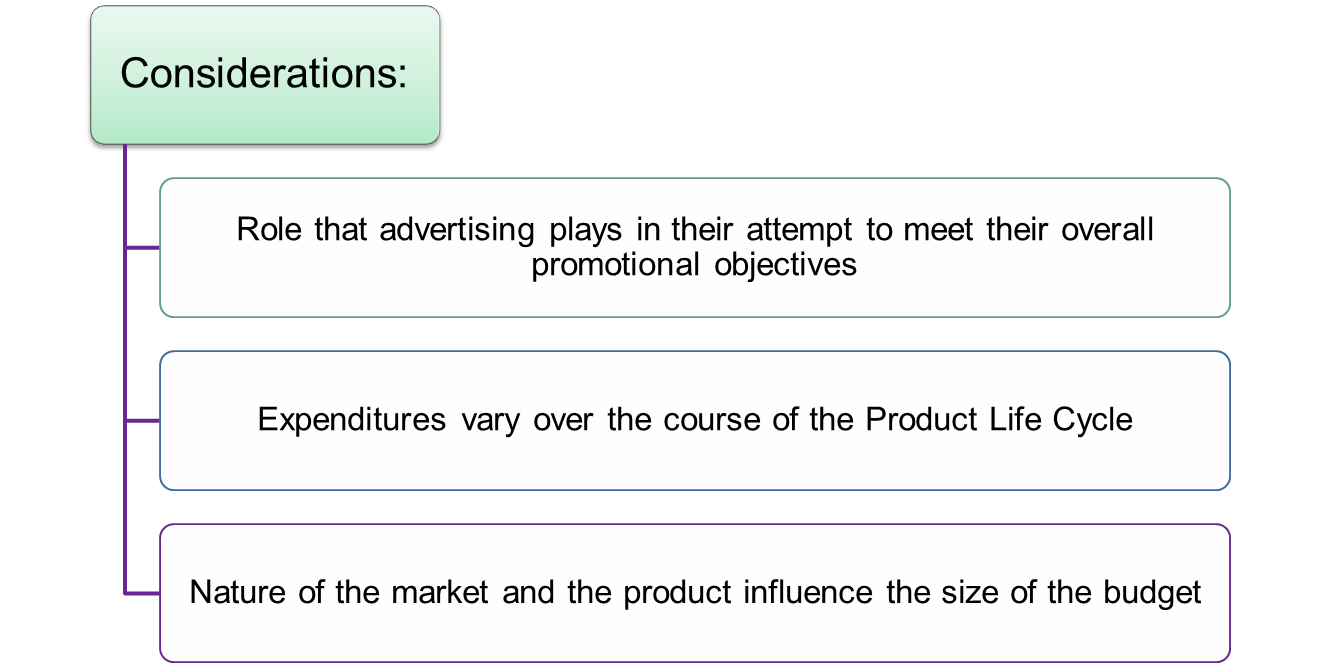 Considerations:
Role that advertising plays in their attempt to meet their overall
promotional objectives
Expenditures vary over the course of the Product Life Cycle
Nature of the market and the product influence the size of the budget